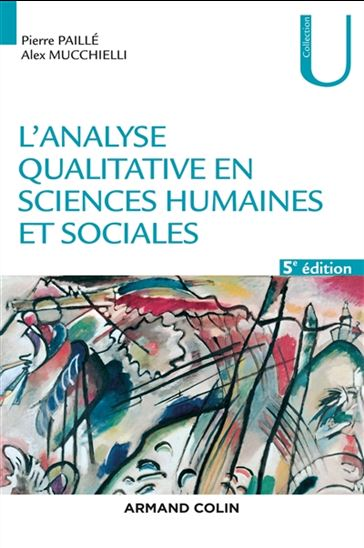 Pierre PAILLÉ
Alex MUCCHIELLI
Collection
U
L'ANALYSE
QUALITATIVE EN
SCIENCES HUMAINES
ET SOCIALES
5e édition
ARMAND COLIN